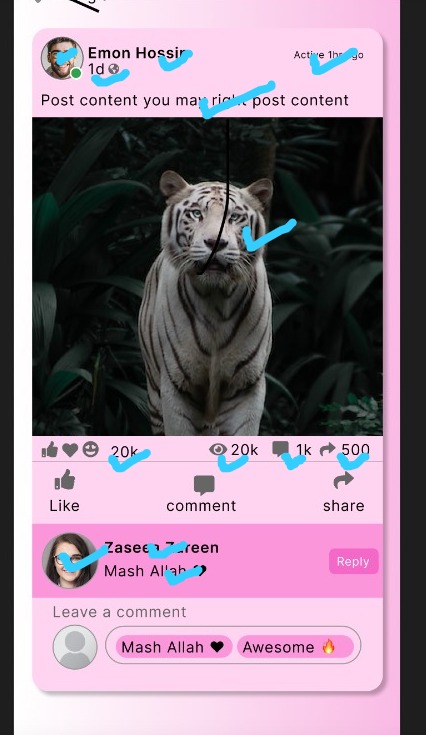 Emon Hossin
Active 1hr ago
1d
Post content you may right post content
20k 20k 1k 500
Like comment share
Zaseea Zareen
Mash Allah 🖤
Reply
Leave a comment
Mash Allah 🖤 Awesome 🔥